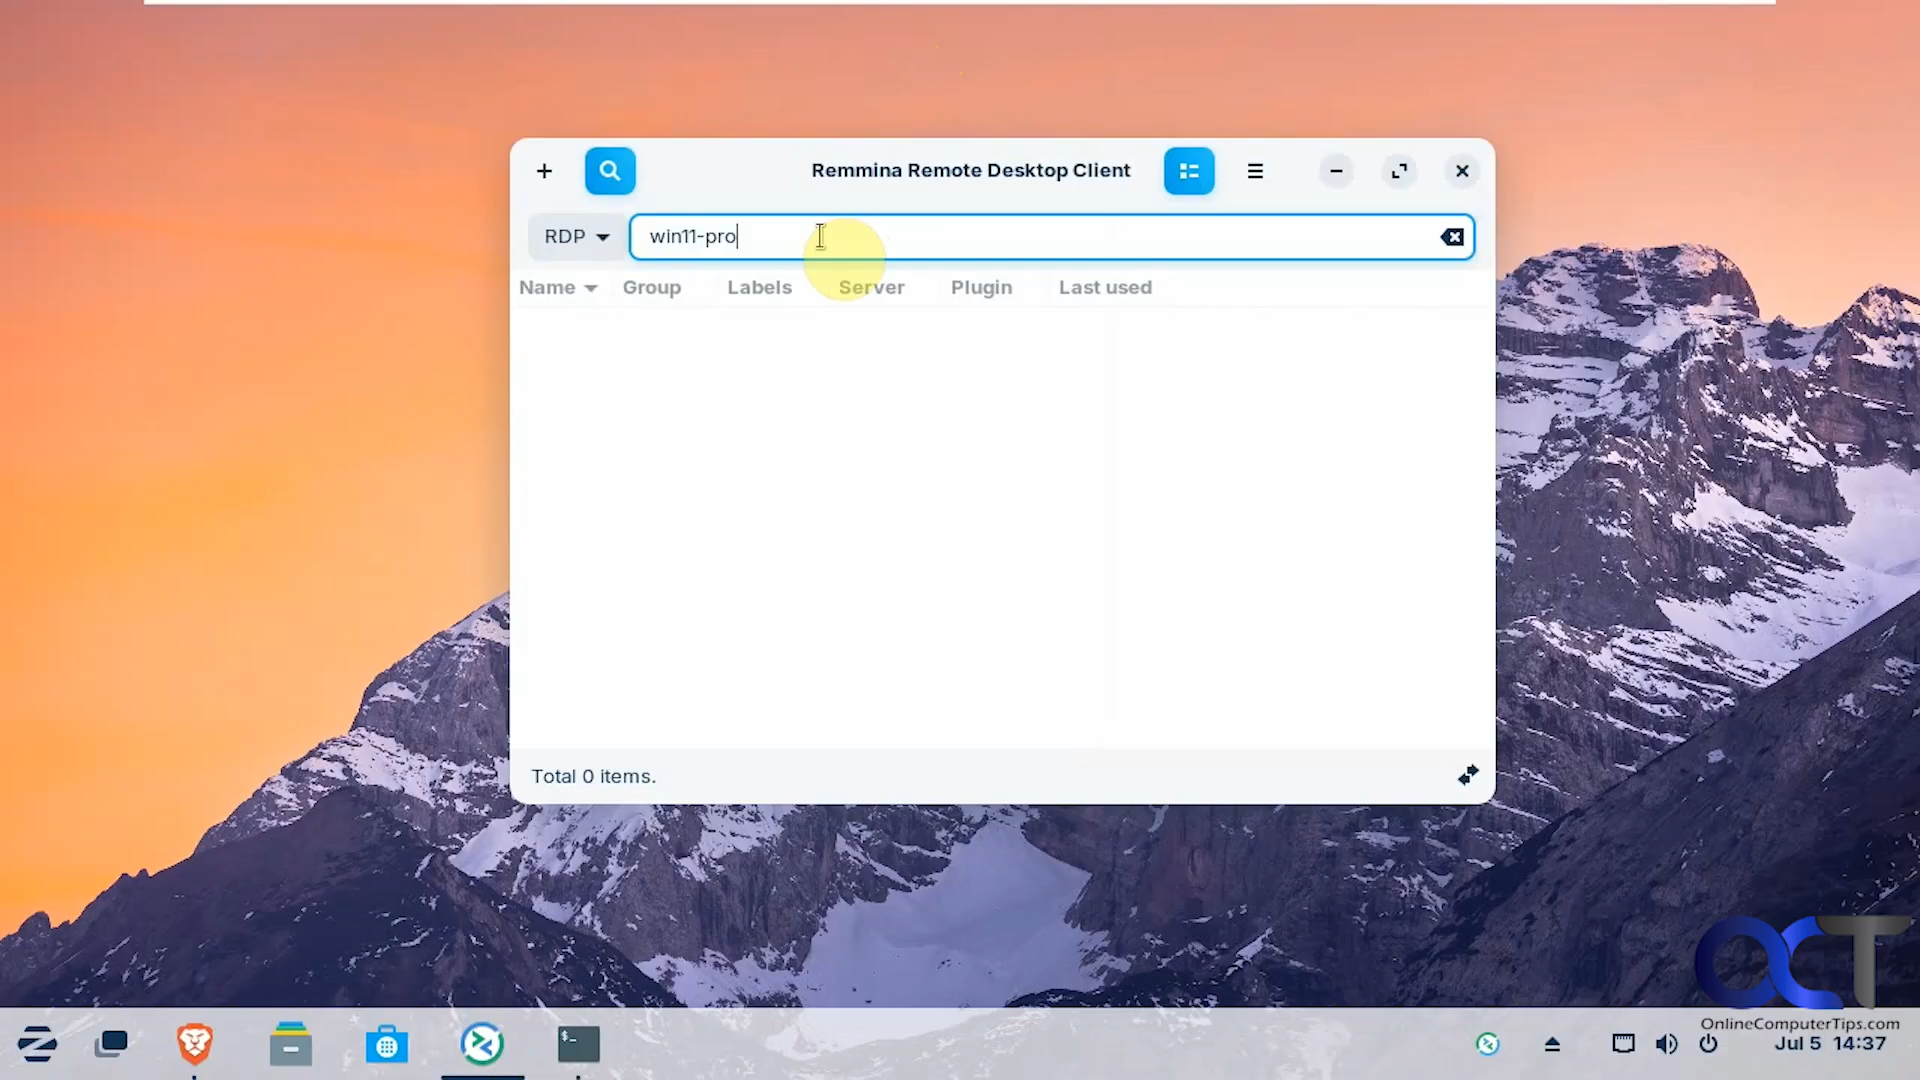 Remmina Remote Desktop Client
RDP win11-pro
Name Group Labels Server Plugin Last used
Total 0 items.
OCT
OnlineComputerTips.com
$_
Jul 5 14:37